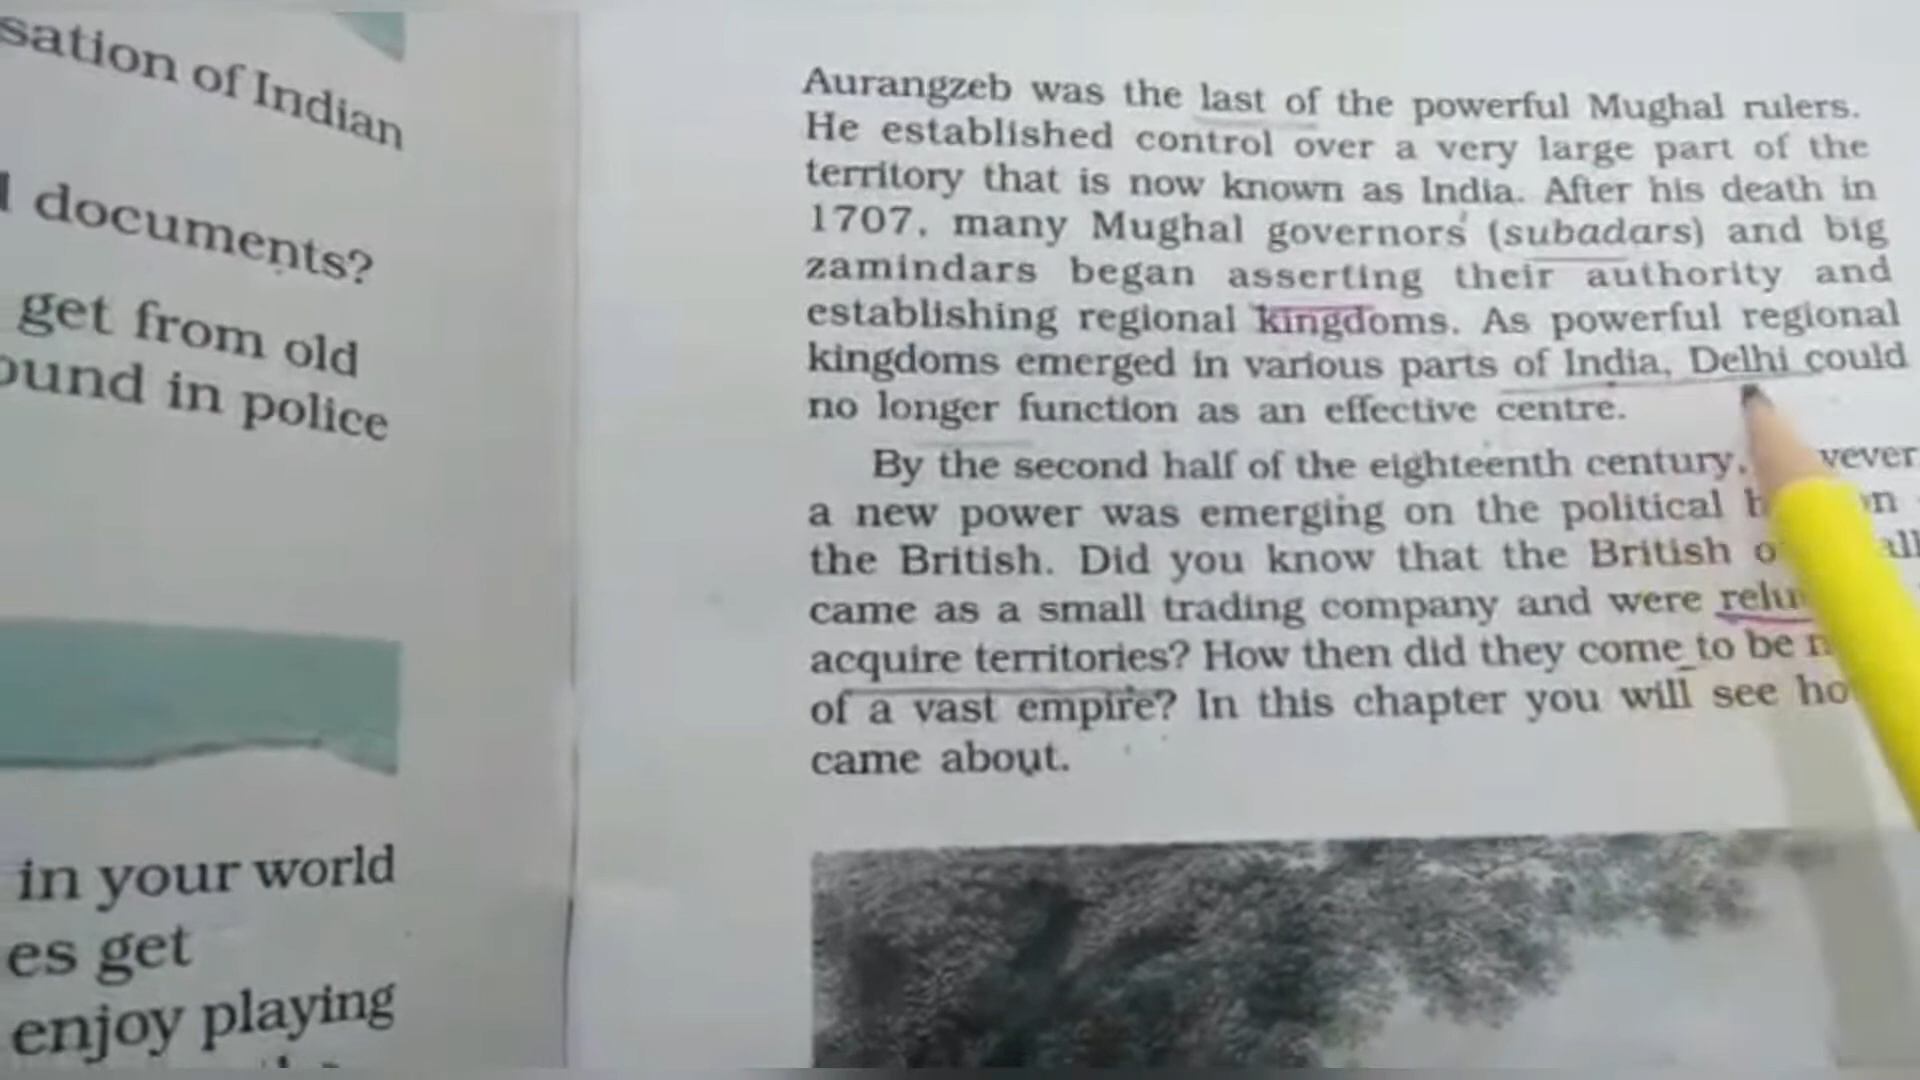 sation of Indian
documents?
get from old
ound in police
in your world
es get
enjoy playing
Aurangzeb was the last of the powerful Mughal rulers.
He established control over a very large part of the
territory that is now known as India. After his death in
1707, many Mughal governors (subadars) and big
zamindars began asserting their authority and
establishing regional kingdoms. As powerful regional
kingdoms emerged in various parts of India, Delhi could
no longer function as an effective centre.
By the second half of the eighteenth century, vever
a new power was emerging on the political
the British. Did you know that the British
came as a small trading company and were relu
acquire territories? How then did they come to be
of a vast empire? In this chapter you will see ho
came about.